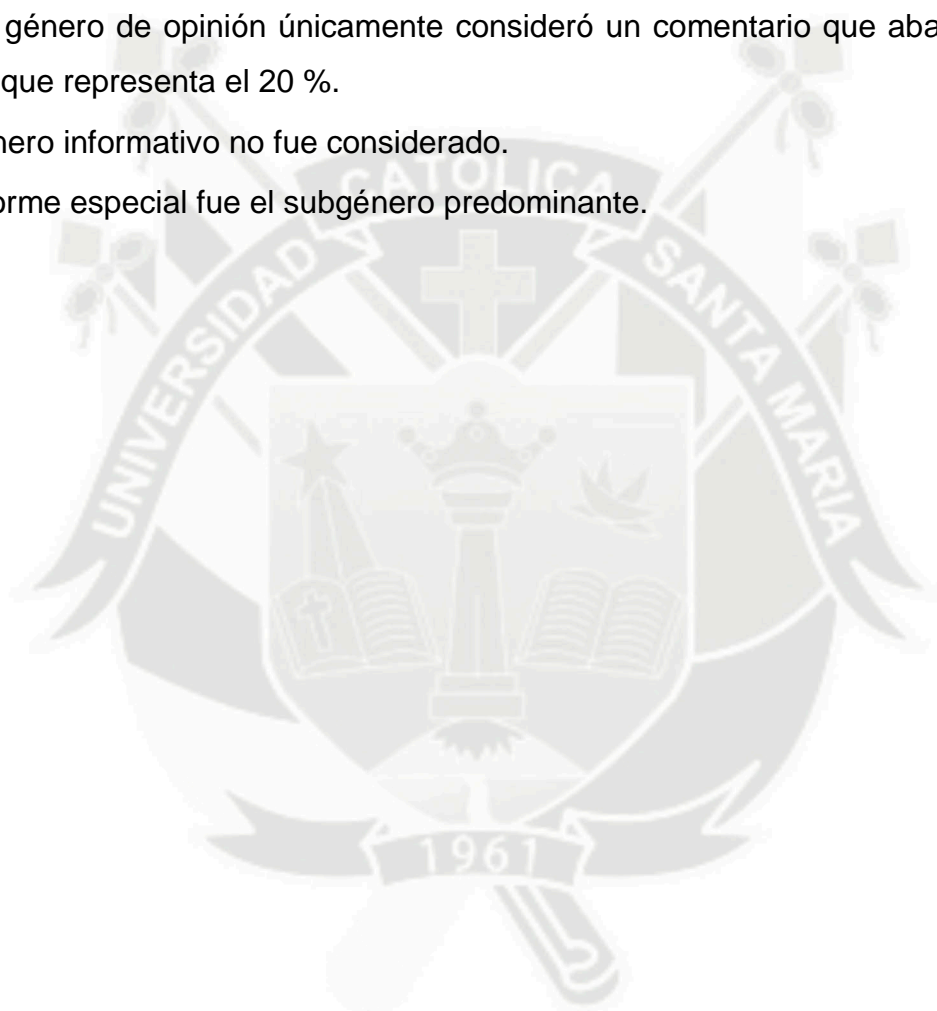 género de opinión únicamente consideró un comentario que aba
que representa el 20 %.
nero informativo no fue considerado.
orme especial fue el subgénero predominante.
UNIVERSIDAD CATOLICA SANTA MARIA
1961